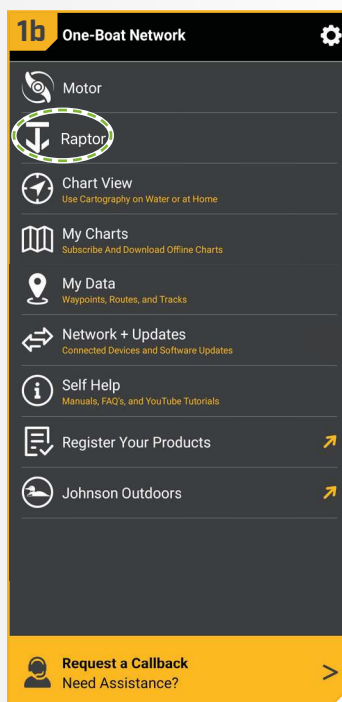 1b One-Boat Network
Motor
Raptor
Chart View
Use Cartography on Water or at Home
My Charts
Subscribe And Download Offline Charts
My Data
Waypoints, Routes, and Tracks
Network + Updates
Connected Devices and Software Updates
Self Help
Manuals, FAQ's, and YouTube Tutorials
Register Your Products
Johnson Outdoors
Request a Callback
Need Assistance?